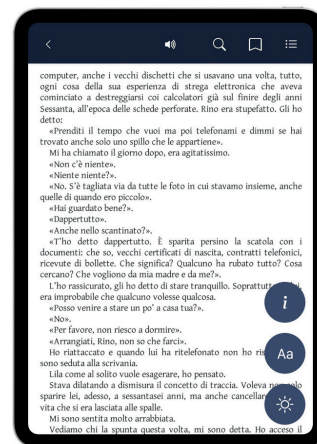 computer, anche i vecchi dischetti che si usavano una volta, tutto,
ogni cosa della sua esperienza di strega elettronica che aveva
cominciato a destreggiarsi coi calcolatori già sul finire degli anni
Sessanta, all'epoca delle schede perforate. Rino era stupefatto. Gli ho
detto:
«Prenditi il tempo che vuoi ma poi telefonami e dimmi se hai
trovato anche solo uno spillo che le appartiene».
Mi ha chiamato il giorno dopo, era agitatissimo.
«Non c'è niente».
«Niente niente?».
«No. S'è tagliata via da tutte le foto in cui stavamo insieme, anche
quelle di quando ero piccolo».
«Hai guardato bene?».
«Dappertutto».
«Anche nello scantinato?».
«T'ho detto dappertutto. È sparita persino la scatola con i
documenti: che so, vecchi certificati di nascita, contratti telefonici,
ricevute di bollette. Che significa? Qualcuno ha rubato tutto? Cosa
cercano? Che vogliono da mia madre e da me?».
L'ho rassicurato, gli ho detto di stare tranquillo.
era improbabile che qualcuno volesse qualcosa.
«Posso venire a stare un po' a casa tua?».
«No».
«Per favore, non riesco a dormire».
«Arrangiati, Rino, non so che farci».
Ho riattaccato e quando lui ha ritelefonato non ho
sono seduta alla scrivania.
Lila come al solito vuole esagerare, ho pensato.
Stava dilatando a dismisura il concetto di traccia. Voleva solo
sparire lei, adesso, a sessantasei anni, ma anche
vita che si era lasciata alle spalle.
Mi sono sentita molto arrabbiata.
Vediamo chi la spunta questa volta, mi sono detta. Ho acceso il
i
Aa